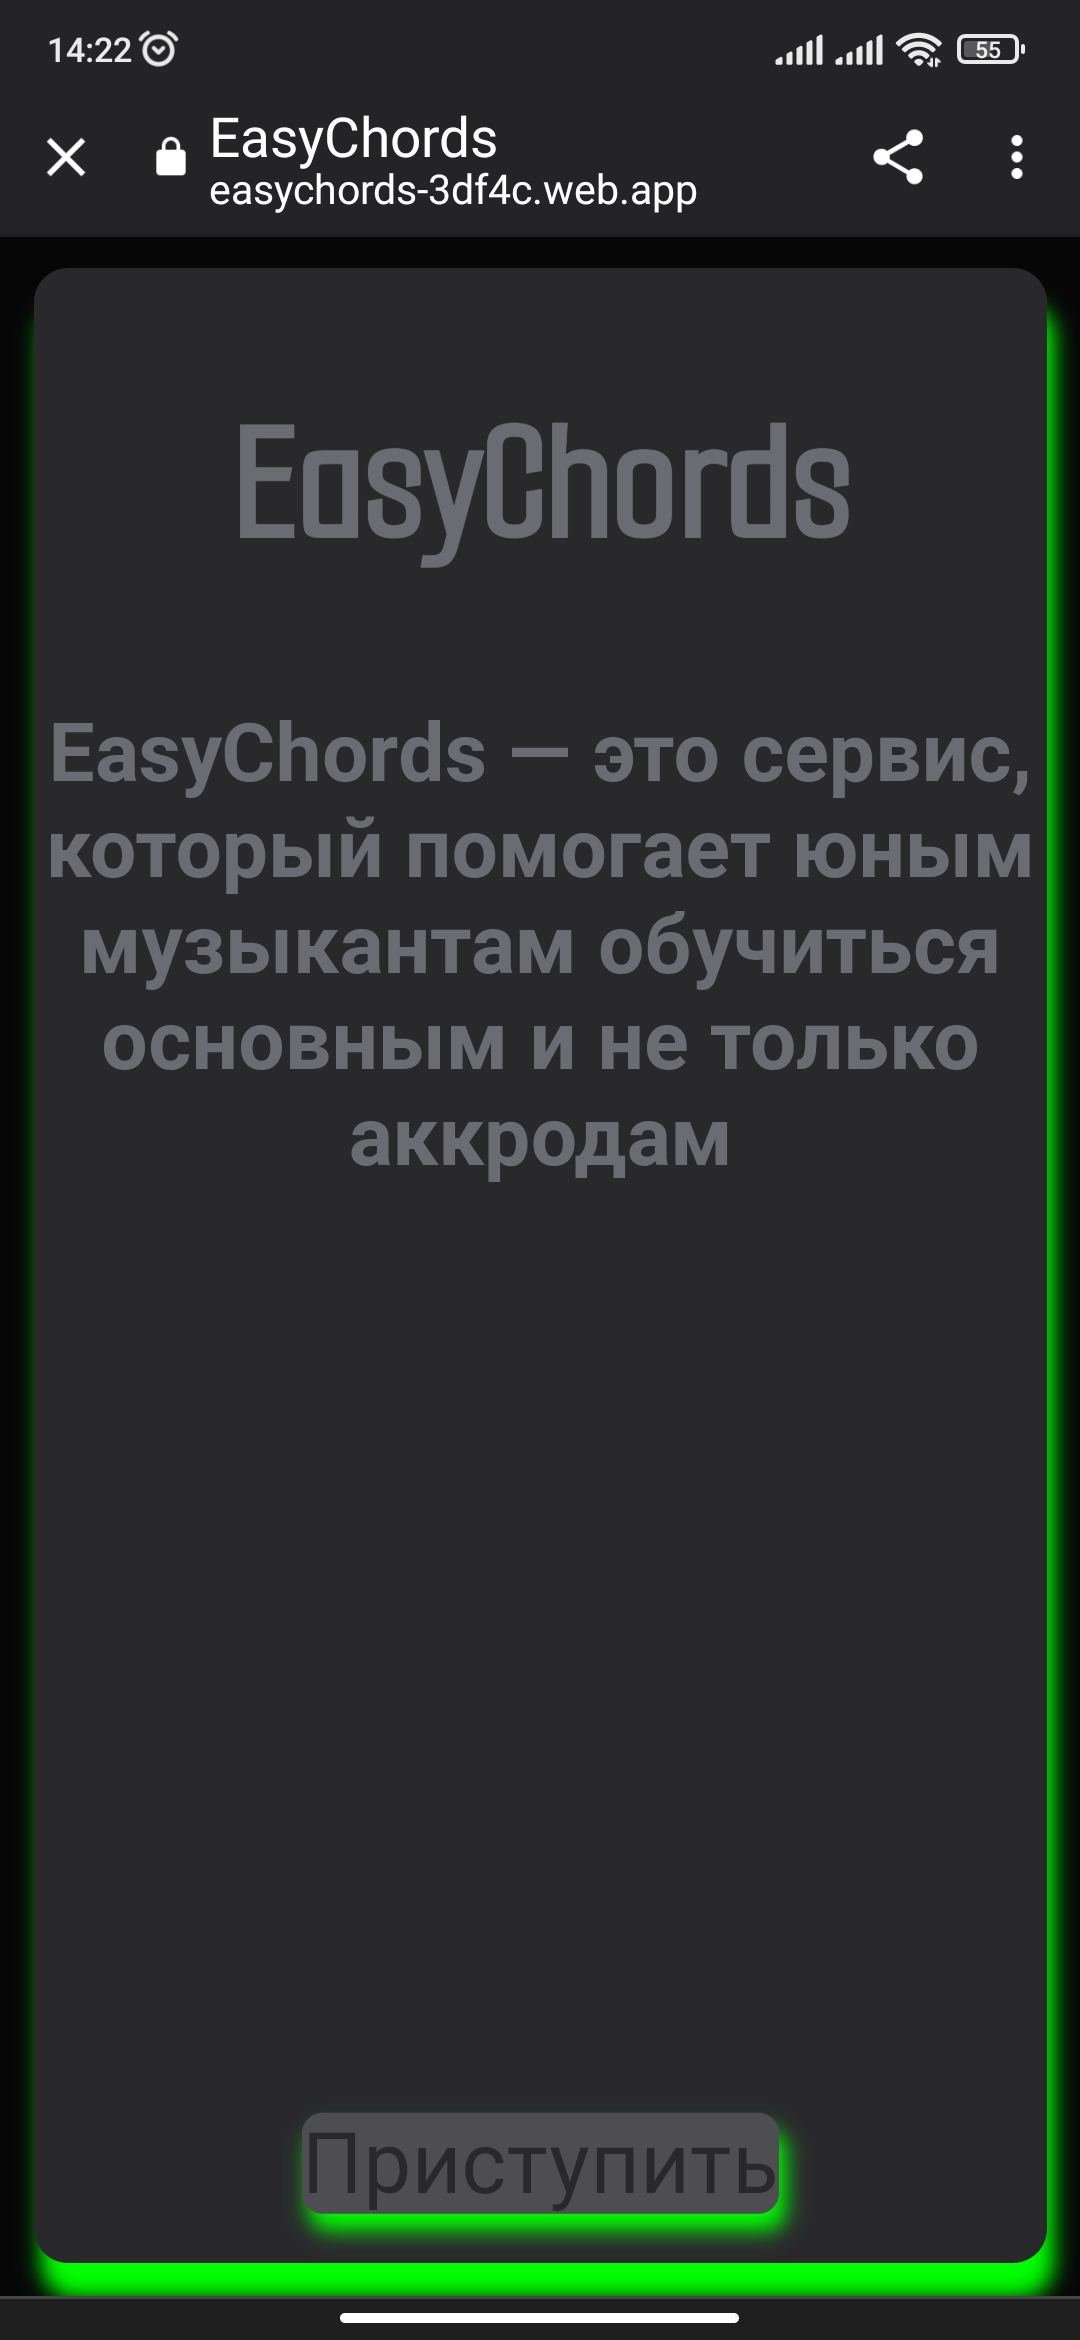 14:22
55
EasyChords
easychords-3df4c.web.app
EasyChords
EasyChords — это сервис,
который помогает юным
музыкантам обучиться
основным и не только
аккродам
Приступить